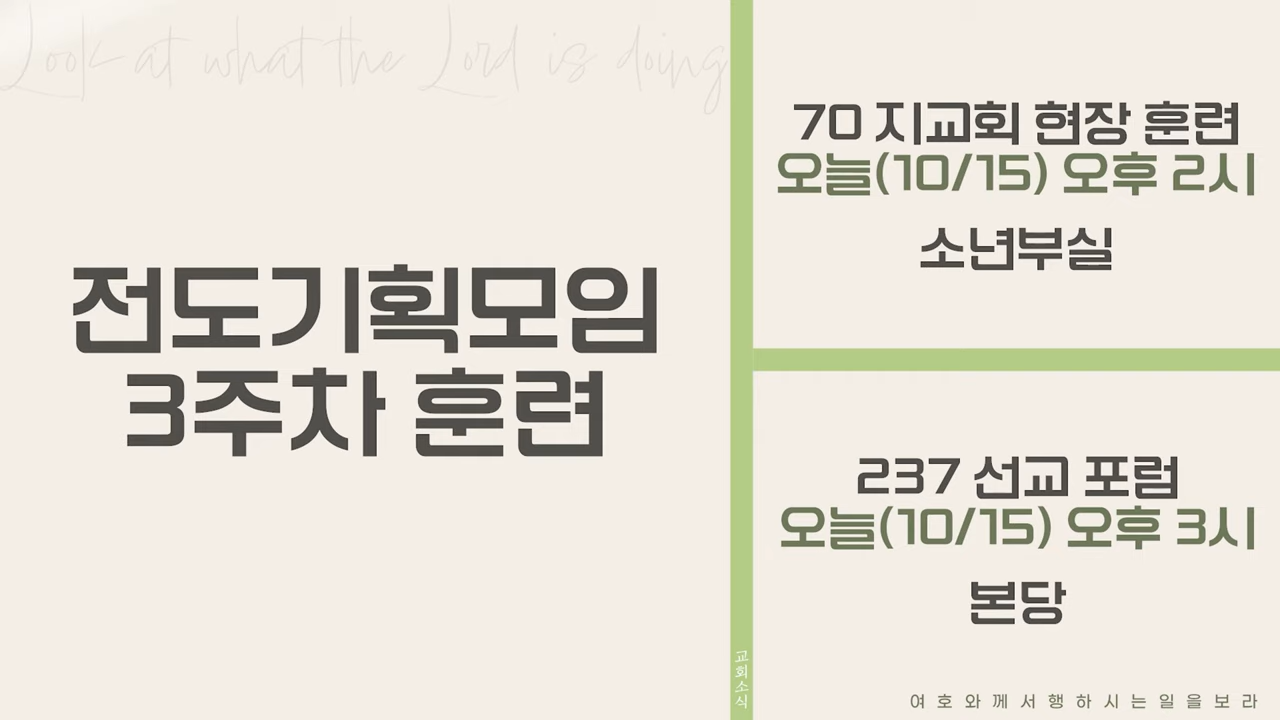 Look at what the Lord is doing
전도기획모임
3주차 훈련
70 지교회 현장 훈련
오늘(10/15) 오후 2시
소년부실
237 선교 포럼
오늘(10/15) 오후 3시
본당
교회소식
여호와께서행하시는일을보라